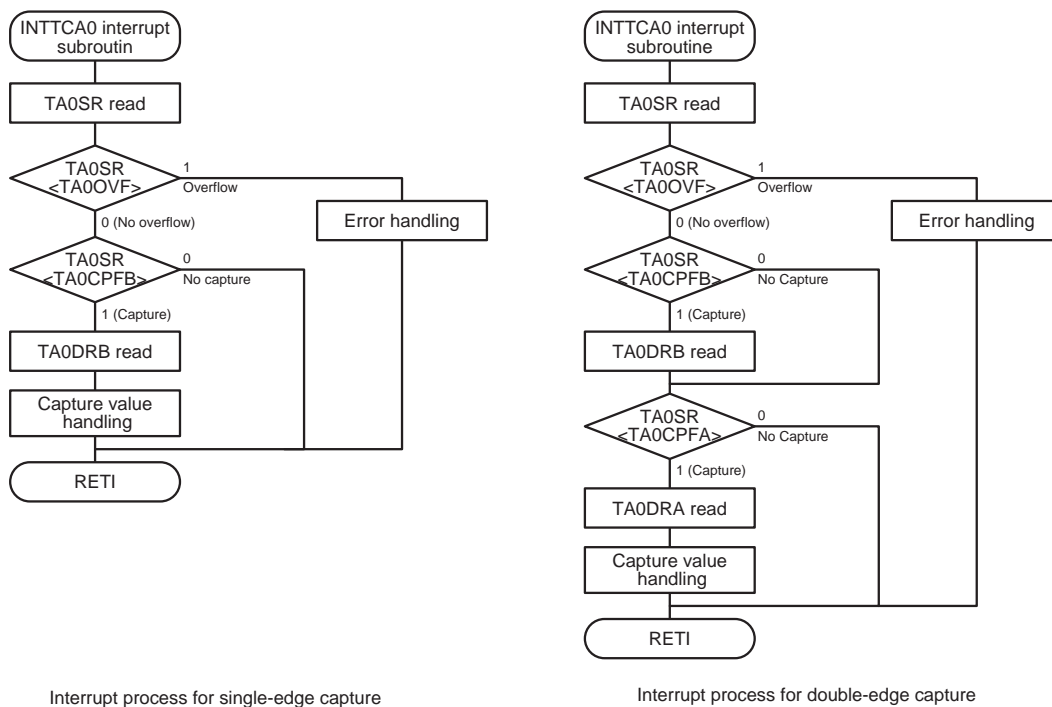 INTTCA0 interrupt
subroutin
TA0SR read
TA0SR
<TA0OVF>
1
Overflow
Error handling
0 (No overflow)
TA0SR
<TA0CPFB>
0
No capture
1 (Capture)
TA0DRB read
Capture value
handling
RETI
Interrupt process for single-edge capture
INTTCA0 interrupt
subroutine
TA0SR read
TA0SR
<TA0OVF>
1
Overflow
Error handling
0 (No overflow)
TA0SR
<TA0CPFB>
0
No Capture
1 (Capture)
TA0DRB read
TA0SR
<TA0CPFA>
0
No Capture
1 (Capture)
TA0DRA read
Capture value
handling
RETI
Interrupt process for double-edge capture